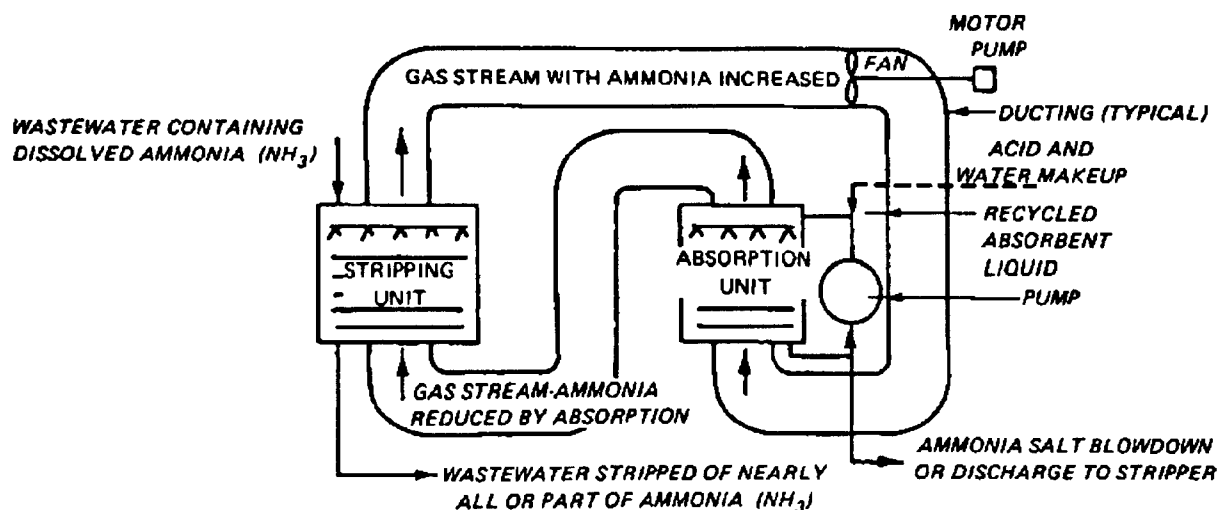 MOTOR
PUMP
FAN
GAS STREAM WITH AMMONIA INCREASED
DUCTING (TYPICAL)
WASTEWATER CONTAINING
DISSOLVED AMMONIA (NH₃)
ACID AND
WATER MAKEUP
RECYCLED
ABSORBENT
LIQUID
STRIPPING
UNIT
ABSORPTION
UNIT
PUMP
GAS STREAM-AMMONIA
REDUCED BY ABSORPTION
AMMONIA SALT BLOWDOWN
OR DISCHARGE TO STRIPPER
WASTEWATER STRIPPED OF NEARLY
ALL OR PART OF AMMONIA (NH₃)